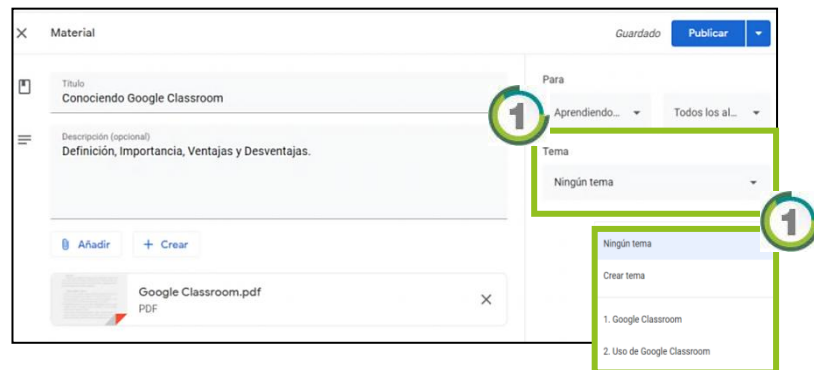 Material
Guardado
Publicar
Título
Conociendo Google Classroom
Descripción (opcional)
Definición, Importancia, Ventajas y Desventajas.
Añadir
+ Crear
Google Classroom.pdf
PDF
Para
1
Aprendiendo...
Todos los al...
Tema
Ningún tema
1
Ningún tema
Crear tema
1. Google Classroom
2. Uso de Google Classroom